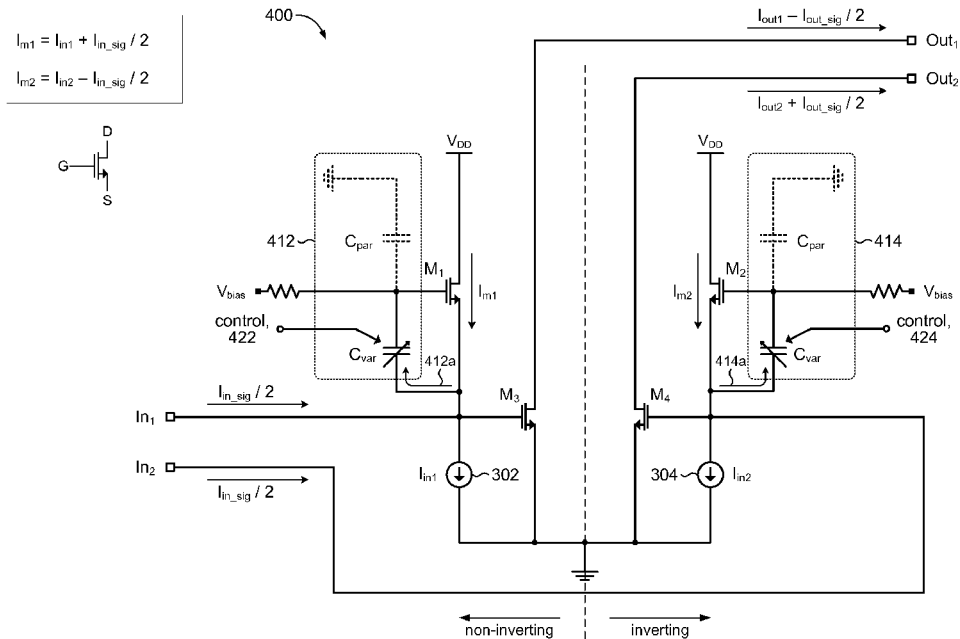 400
I_m1 = I_in1 + I_in_sig / 2
I_m2 = I_in2 – I_in_sig / 2
D
G
S
I_out1 – I_out_sig / 2
Out_1
Out_2
I_out2 + I_out_sig / 2
V_DD
V_DD
412
C_par
C_par
414
M_1
M_2
I_m1
I_m2
V_bias
V_bias
control,
422
C_var
412a
414a
C_var
control,
424
In_1
I_in_sig / 2
M_3
M_4
In_2
I_in_sig / 2
I_in1
302
304
I_in2
non-inverting
inverting